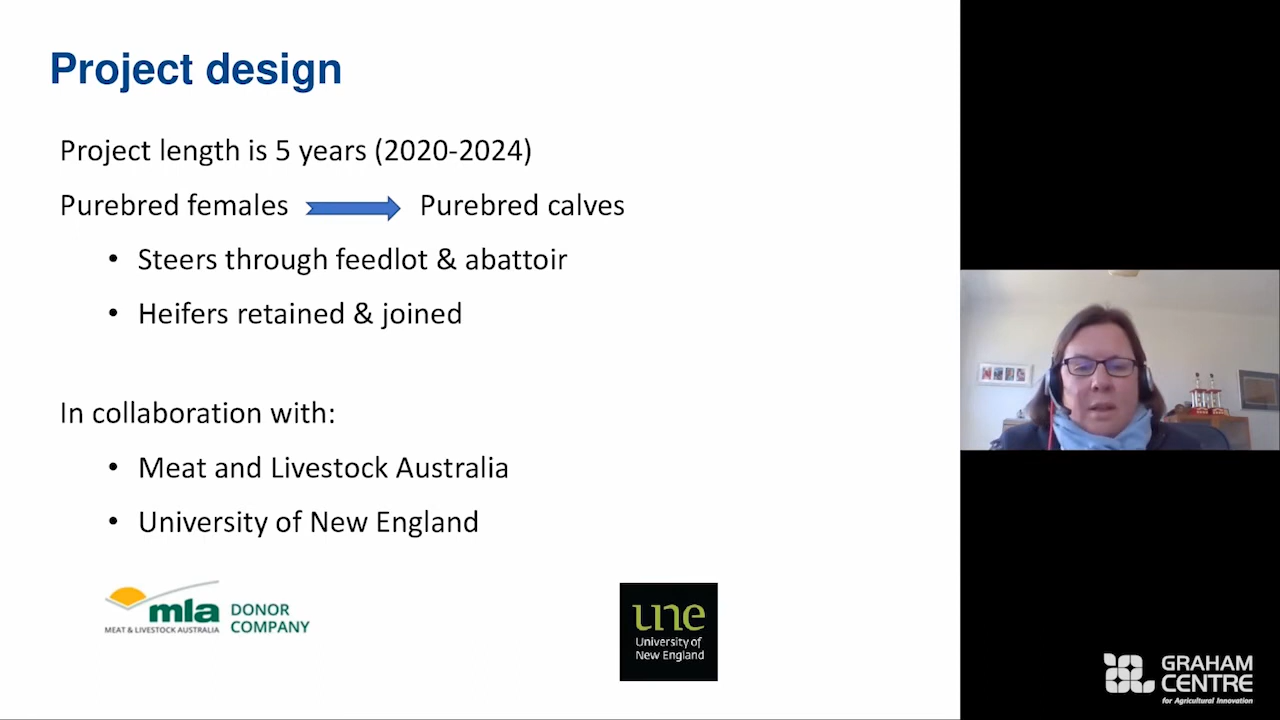 Project design
Project length is 5 years (2020-2024)
Purebred females Purebred calves
• Steers through feedlot & abattoir
• Heifers retained & joined
In collaboration with:
• Meat and Livestock Australia
• University of New England
mla DONOR
MEAT & LIVESTOCK AUSTRALIA COMPANY
une
University of
New England
GRAHAM
CENTRE
for Agricultural Innovation